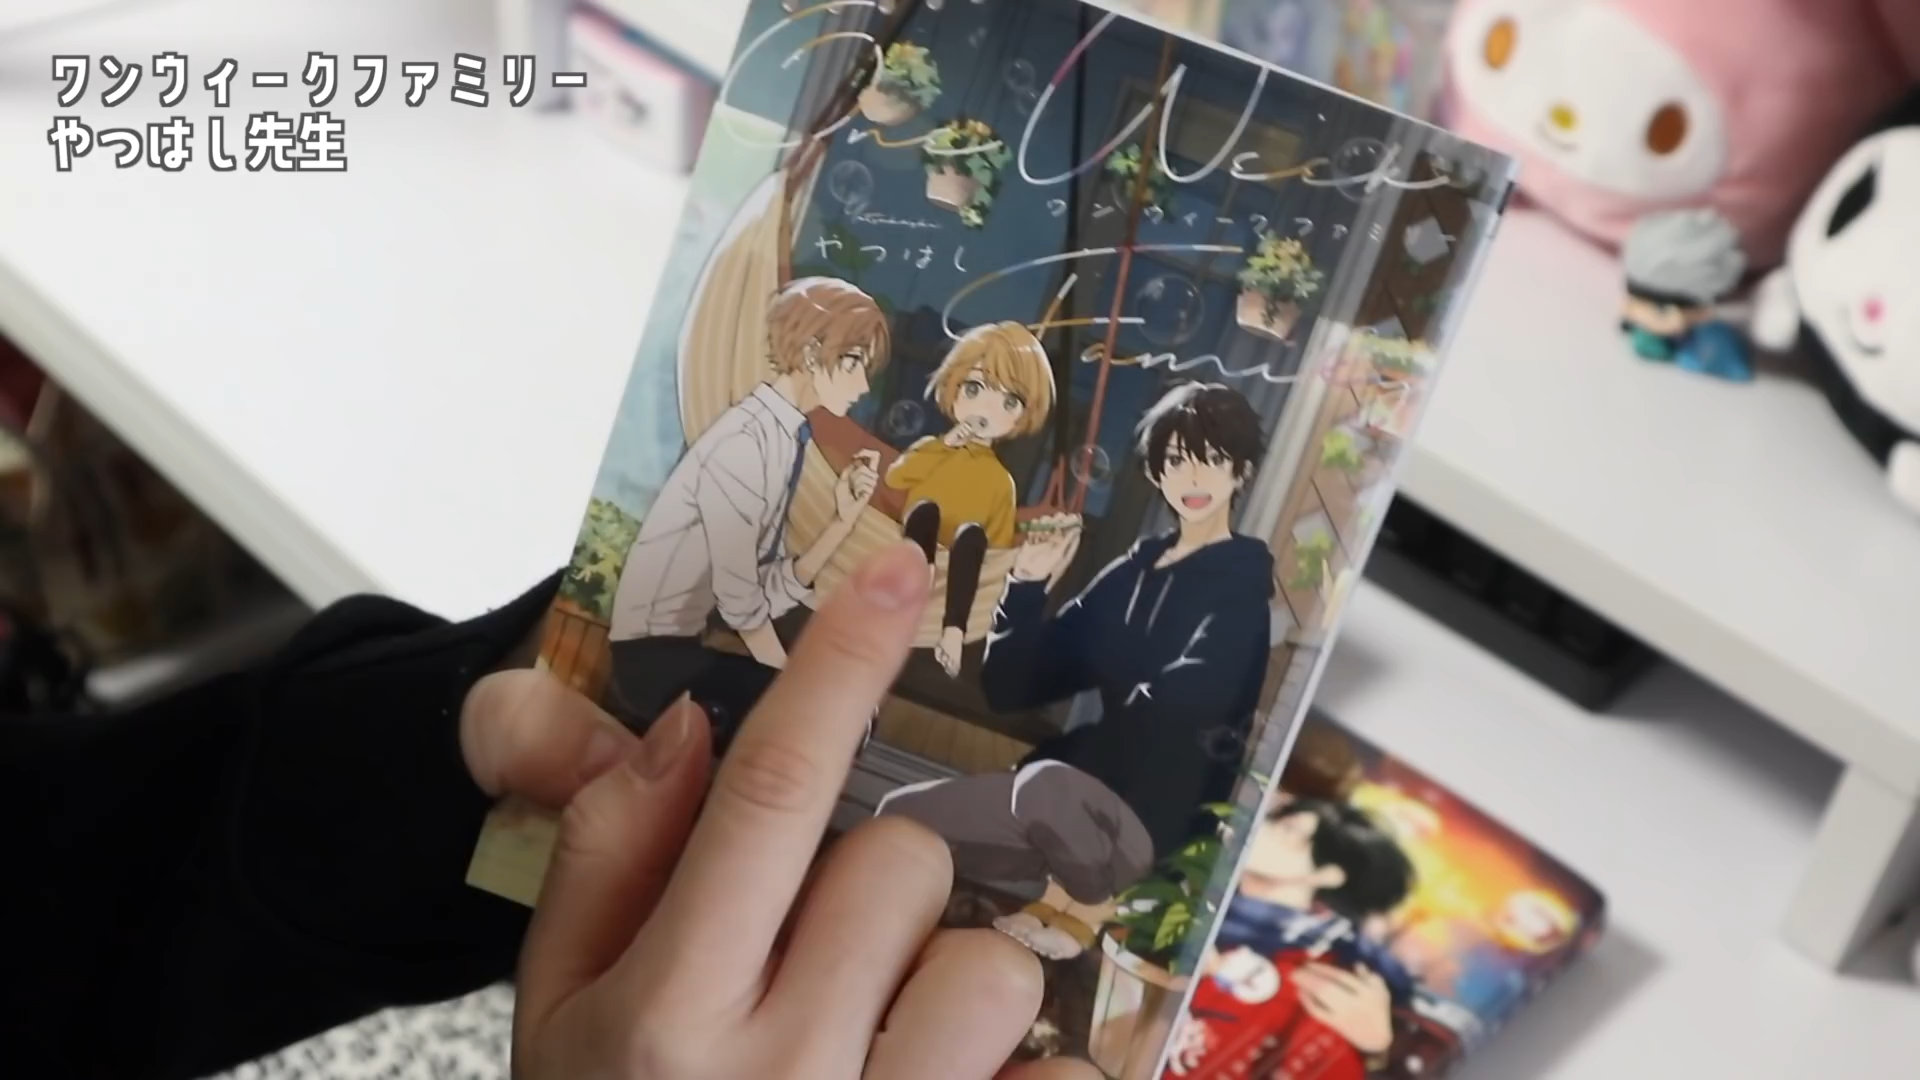 ワンウィークファミリー
やつはし先生
One Week
ワンウィークファミ
やつはし
Fami